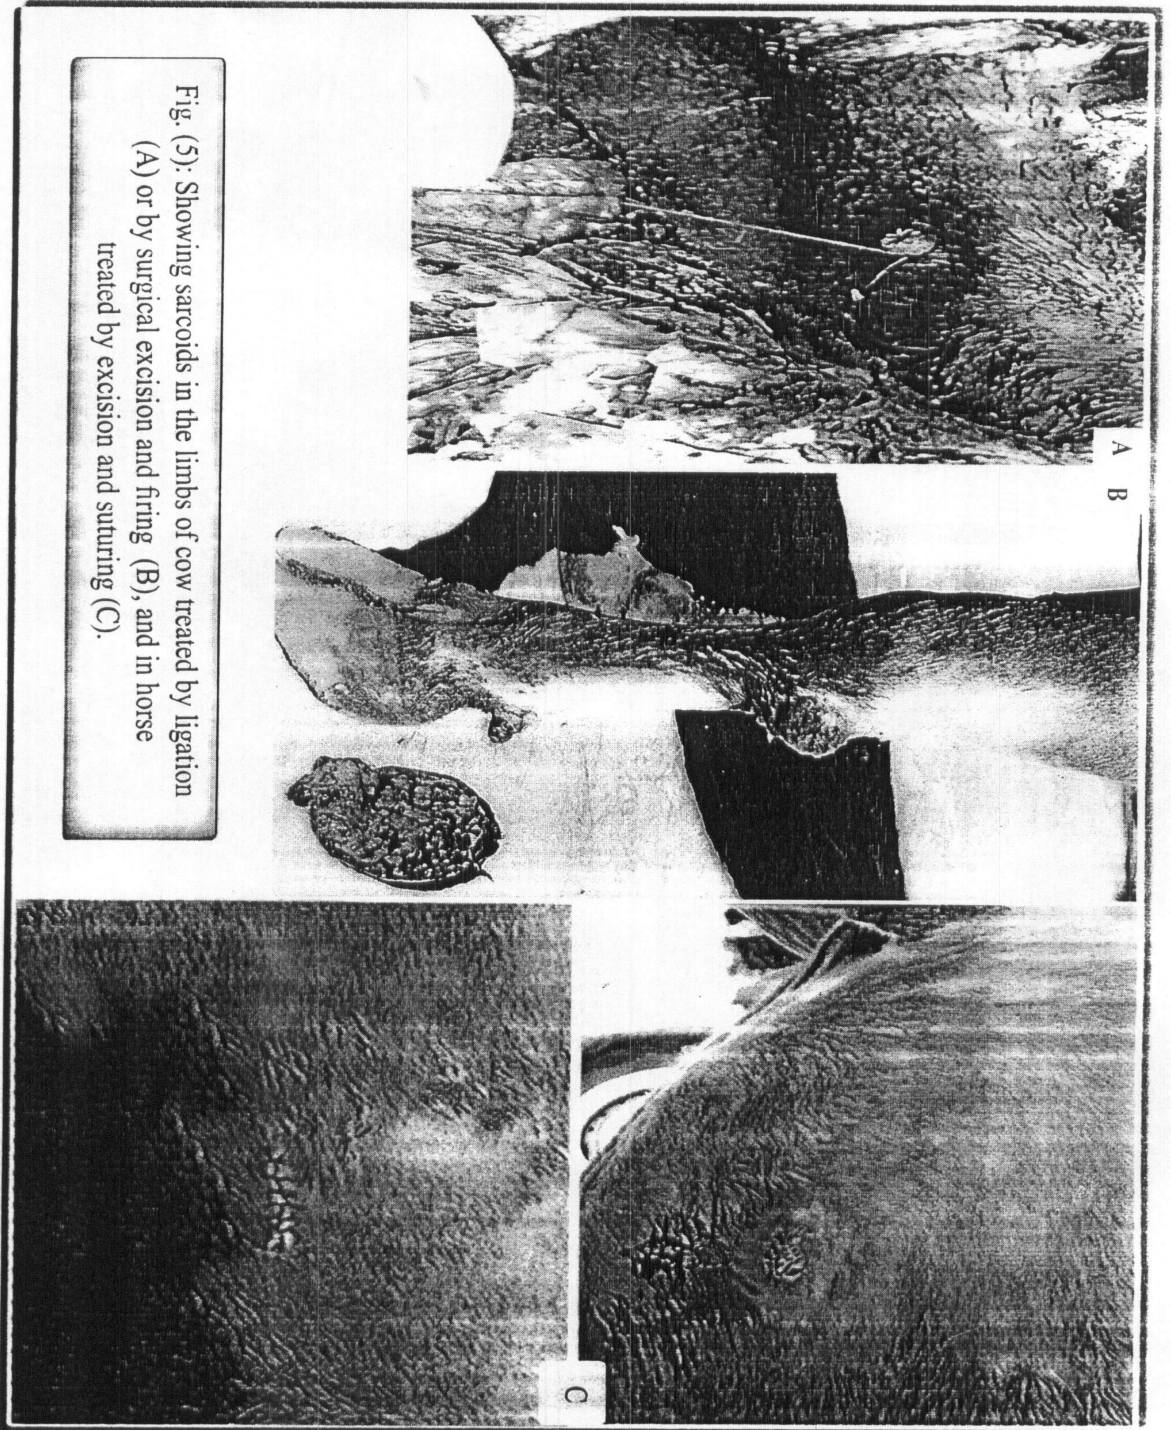 A
B
C
Fig. (5): Showing sarcoids in the limbs of cow treated by ligation
(A) or by surgical excision and firing (B), and in horse
treated by excision and suturing (C).